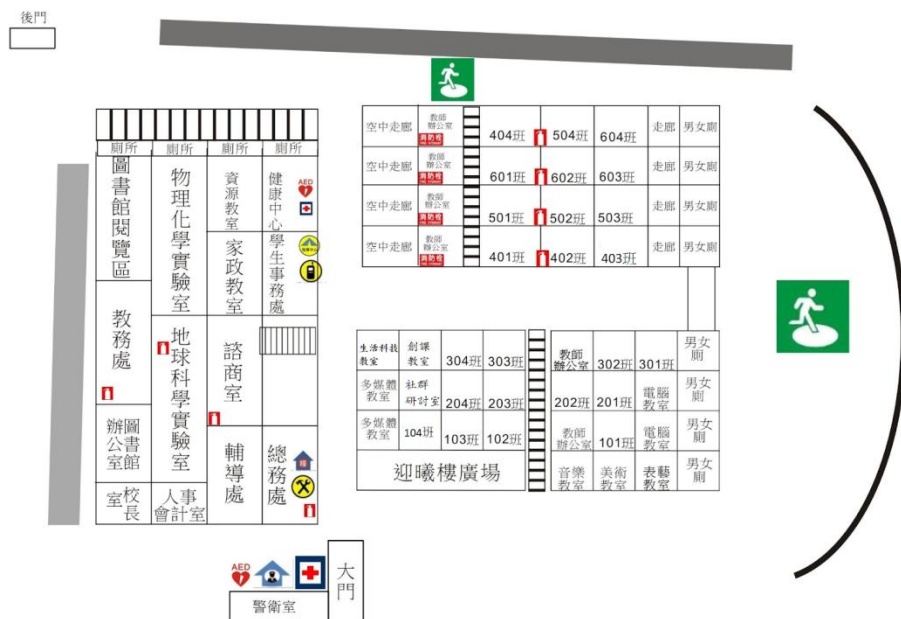 後門
空中走廊 教師辦公室 消防栓 404班 504班 604班 走廊 男女廁
空中走廊 教師辦公室 消防栓 601班 602班 603班 走廊 男女廁
空中走廊 教師辦公室 消防栓 501班 502班 503班 走廊 男女廁
空中走廊 教師辦公室 消防栓 401班 402班 403班 走廊 男女廁
廁所 廁所 廁所 廁所
圖書館閱覽區
教務處
圖書館辦公室
校長室
物理化學實驗室
地球科學實驗室
人事會計室
資源教室
家政教室
諮商室
輔導處
健康中心
AED
學生事務處
總務處
生活科技教室 創課教室 304班 303班
多媒體教室 社群研討室 204班 203班
多媒體教室 104班 103班 102班
迎曦樓廣場
教師辦公室 302班 301班 男女廁
202班 201班 電腦教室 男女廁
教師辦公室 101班 電腦教室 男女廁
音樂教室 美術教室 表藝教室 男女廁
AED
大門
警衛室